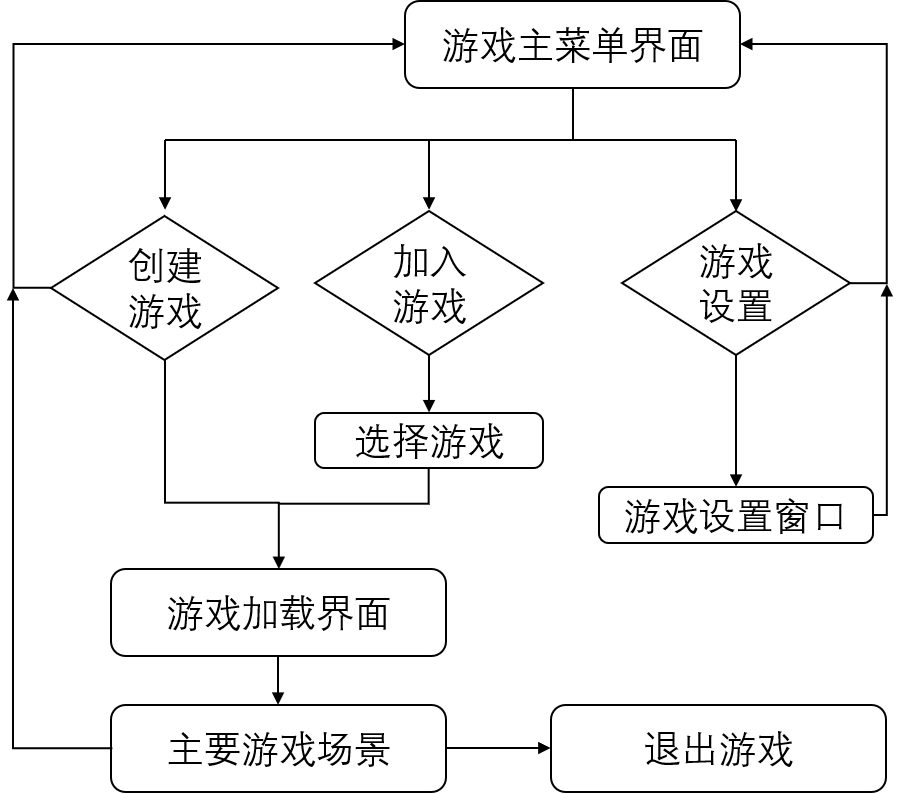 游戏主菜单界面
创建
游戏
加入
游戏
游戏
设置
选择游戏
游戏设置窗口
游戏加载界面
主要游戏场景
退出游戏